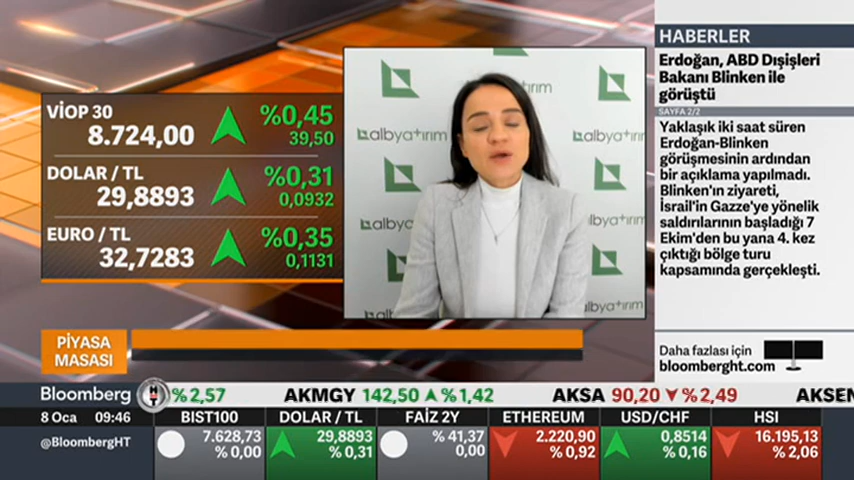 HABERLER
Erdoğan, ABD Dışişleri
Bakanı Blinken ile
görüştü
SAYFA 2/2
Yaklaşık iki saat süren
Erdoğan-Blinken
görüşmesinin ardından
bir açıklama yapılmadı.
Blinken'ın ziyareti,
İsrail'in Gazze'ye yönelik
saldırılarının başladığı 7
Ekim'den bu yana 4. kez
çıktığı bölge turu
kapsamında gerçekleşti.
VİOP 30 %0,45
8.724,00 39,50
DOLAR / TL %0,31
29,8893 0,0932
EURO / TL %0,35
32,7283 0,1131
albyatırım
albyatırım
albyatırım
albyatırım
albyatırım
PİYASA
MASASI
Daha fazlası için
bloomberght.com
Bloomberg HT %2,57 AKMGY 142,50 %1,42 AKSA 90,20 %2,49 AKSEN
8 Oca 09:46 BIST100 DOLAR / TL FAİZ 2Y ETHEREUM USD/CHF HSI
@BloombergHT 7.628,73 29,8893 %41,37 2.220,90 0,8514 16.195,13
%0,00 %0,31 0,00 %0,92 %0,16 %2,06